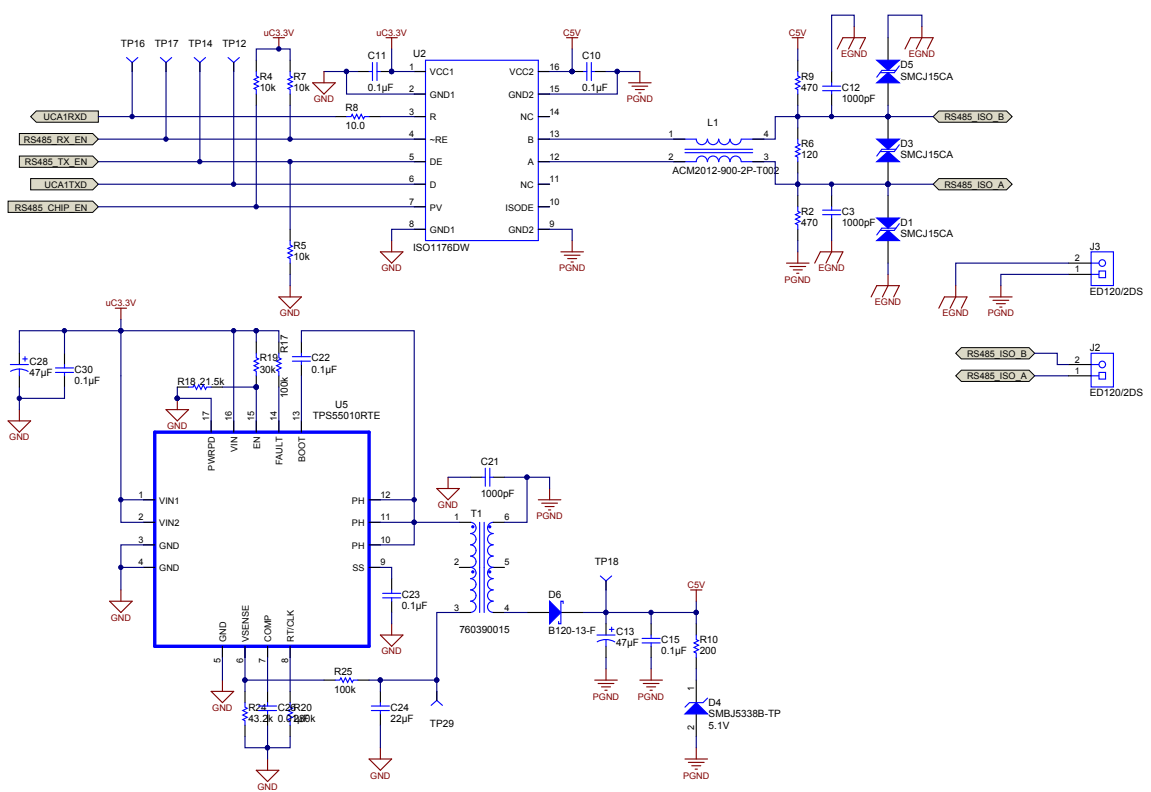 TP16
TP17
TP14
TP12
uC3.3V
uC3.3V
C5V
C5V
EGND
EGND
U2
C11
0.1µF
GND
C10
0.1µF
PGND
R4
10k
R7
10k
R8
10.0
R9
470
C12
1000pF
D5
SMCJ15CA
UCA1RXD
RS485_RX_EN
RS485_TX_EN
UCA1TXD
RS485_CHIP_EN
1
VCC1
2
GND1
3
R
4
~RE
5
DE
6
D
7
PV
8
GND1
VCC2
16
GND2
15
NC
14
B
13
A
12
NC
11
ISODE
10
GND2
9
ISO1176DW
GND
PGND
L1
1
4
2
3
ACM2012-900-2P-T002
R6
120
D3
SMCJ15CA
RS485_ISO_B
RS485_ISO_A
R2
470
C3
1000pF
D1
SMCJ15CA
PGND
EGND
EGND
R5
10k
GND
J3
2
1
ED120/2DS
EGND
PGND
RS485_ISO_B
RS485_ISO_A
J2
2
1
ED120/2DS
uC3.3V
C28
47µF
C30
0.1µF
GND
R18
21.5k
GND
R19
30k
R17
100k
C22
0.1µF
U5
TPS55010RTE
17
16
15
14
13
PWRPD
VIN
EN
FAULT
BOOT
1
VIN1
2
VIN2
3
GND
4
GND
PH
12
PH
11
PH
10
SS
9
GND
VSENSE
COMP
RT/CLK
5
6
7
8
GND
GND
C23
0.1µF
GND
C21
1000pF
GND
PGND
T1
1
6
2
5
3
4
760390015
D6
B120-13-F
TP18
C5V
C13
47µF
C15
0.1µF
R10
200
PGND
PGND
1
D4
SMBJ5338B-TP
5.1V
2
PGND
R25
100k
R24
43.2k
R20
C24
22µF
TP29
GND
GND